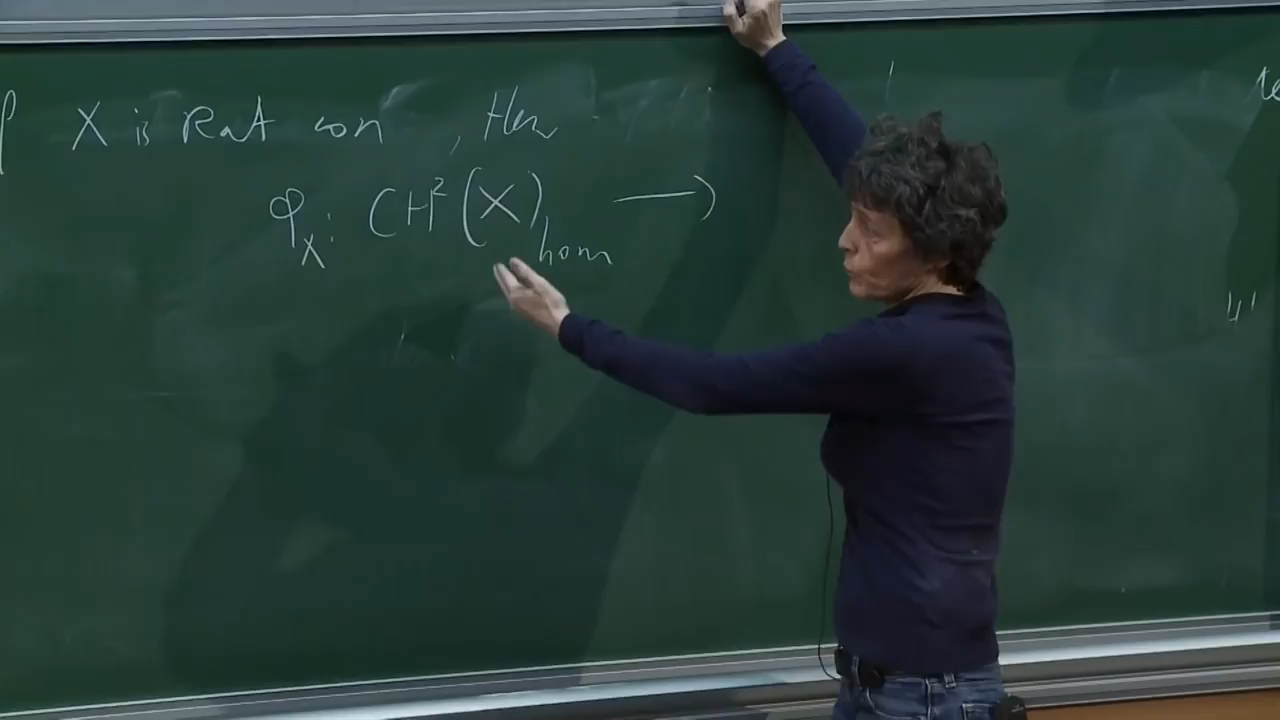 X is Rat con , then
φ_X : CH²(X)_hom ⟶